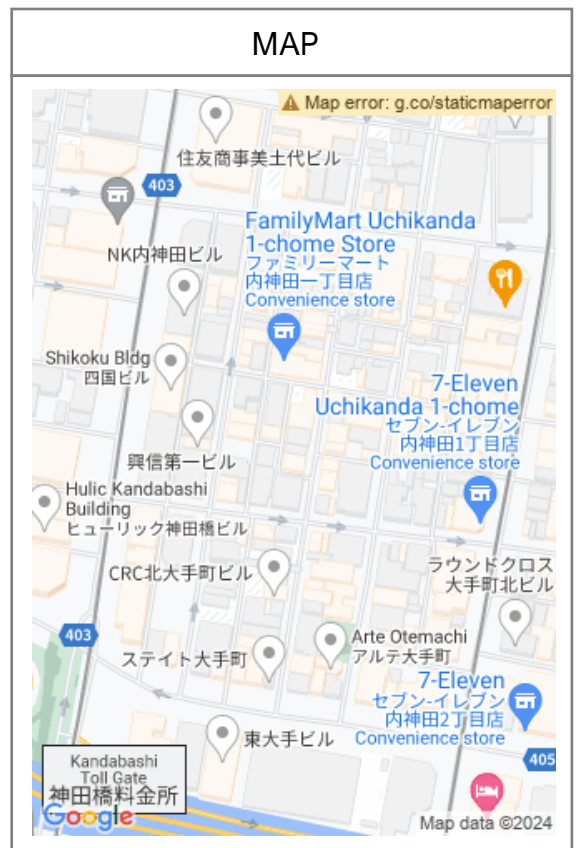 MAP
Map error: g.co/staticmaperror
住友商事美土代ビル
403
FamilyMart Uchikanda
1-chome Store
ファミリーマート
内神田一丁目店
Convenience store
NK内神田ビル
Shikoku Bldg
四国ビル
7-Eleven
Uchikanda 1-chome
セブン-イレブン
内神田1丁目店
Convenience store
興信第一ビル
Hulic Kandabashi
Building
ヒューリック神田橋ビル
CRC北大手町ビル
ラウンドクロス
大手町北ビル
403
Arte Otemachi
アルテ大手町
ステイト大手町
7-Eleven
セブン-イレブン
内神田2丁目店
Convenience store
東大手ビル
405
Kandabashi
Toll Gate
神田橋料金所
Google
Map data ©2024